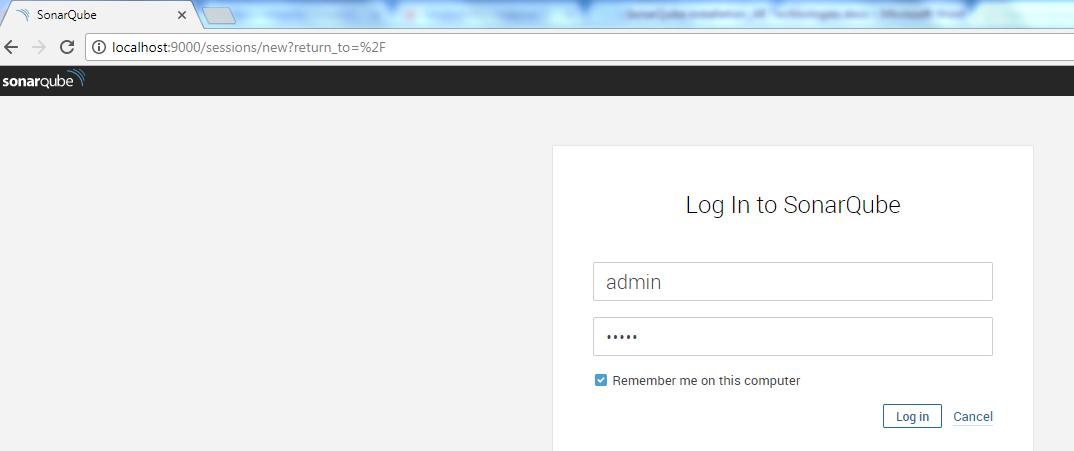 SonarQube
localhost:9000/sessions/new?return_to=%2F
sonarqube
Log In to SonarQube
admin
•••••
Remember me on this computer
Log in Cancel